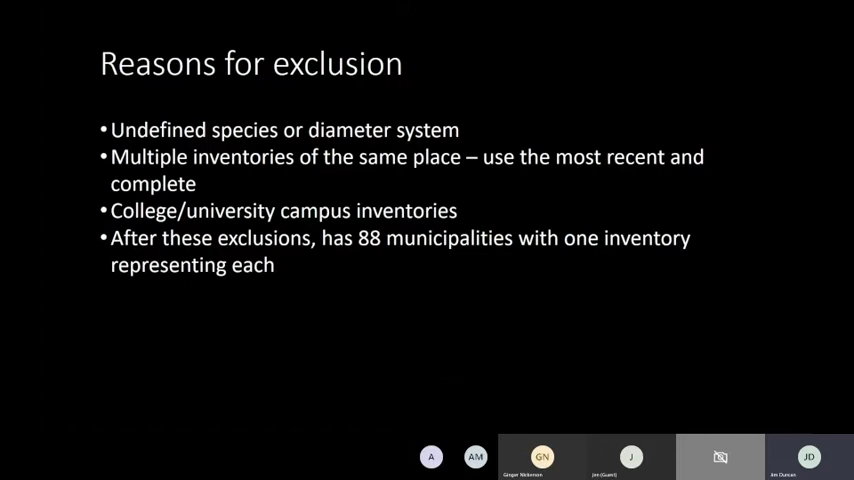 Reasons for exclusion
•Undefined species or diameter system
•Multiple inventories of the same place – use the most recent and
complete
•College/university campus inventories
•After these exclusions, has 88 municipalities with one inventory
representing each
A
AM
GN
J
JD
Ginger Nickerson
Jon (Guest)
Jim Duncan